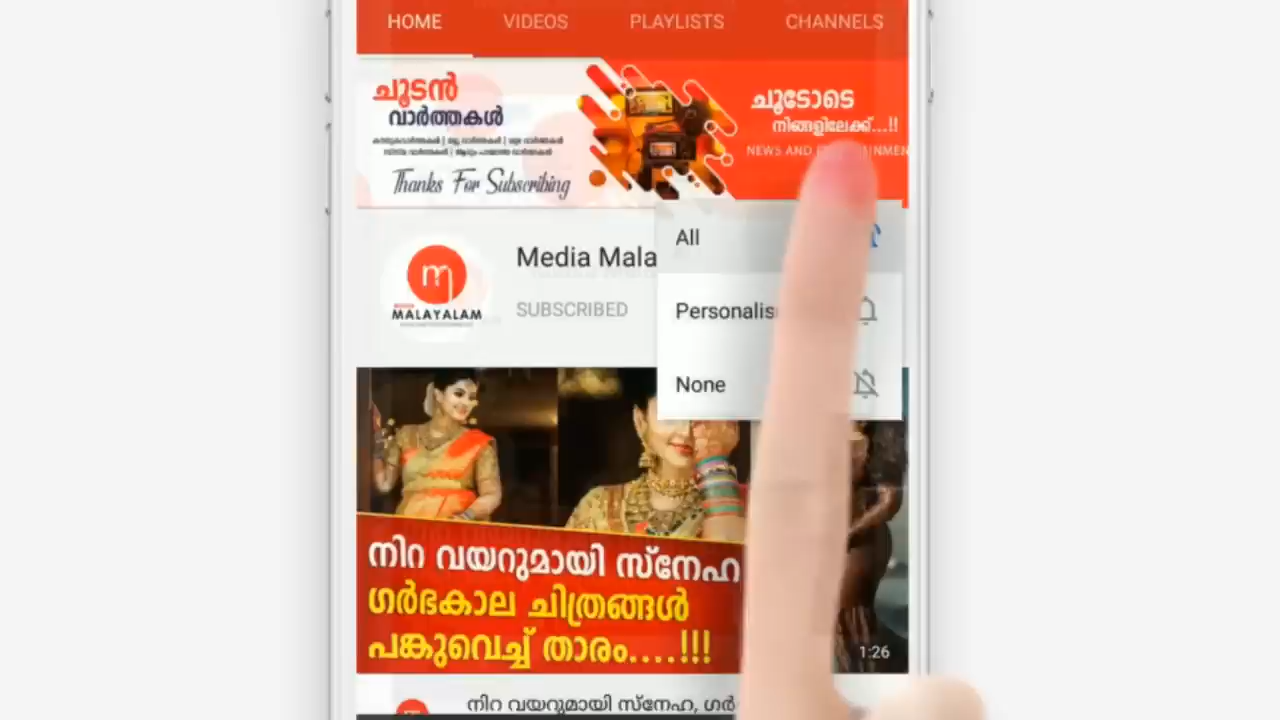 HOME VIDEOS PLAYLISTS CHANNELS
ചൂടൻ
വാർത്തകൾ
Thanks For Subscribing
ചൂടോടെ
നിങ്ങളിലേക്ക്...!!
NEWS AND
Media Mala
SUBSCRIBED
m
MALAYALAM
All
Personalis
None
നിറ വയറുമായി സ്നേഹ
ഗർഭകാല ചിത്രങ്ങൾ
പങ്കുവെച്ച് താരം....!!!
1:26
നിറ വയറുമായി സ്നേഹ, ഗർ